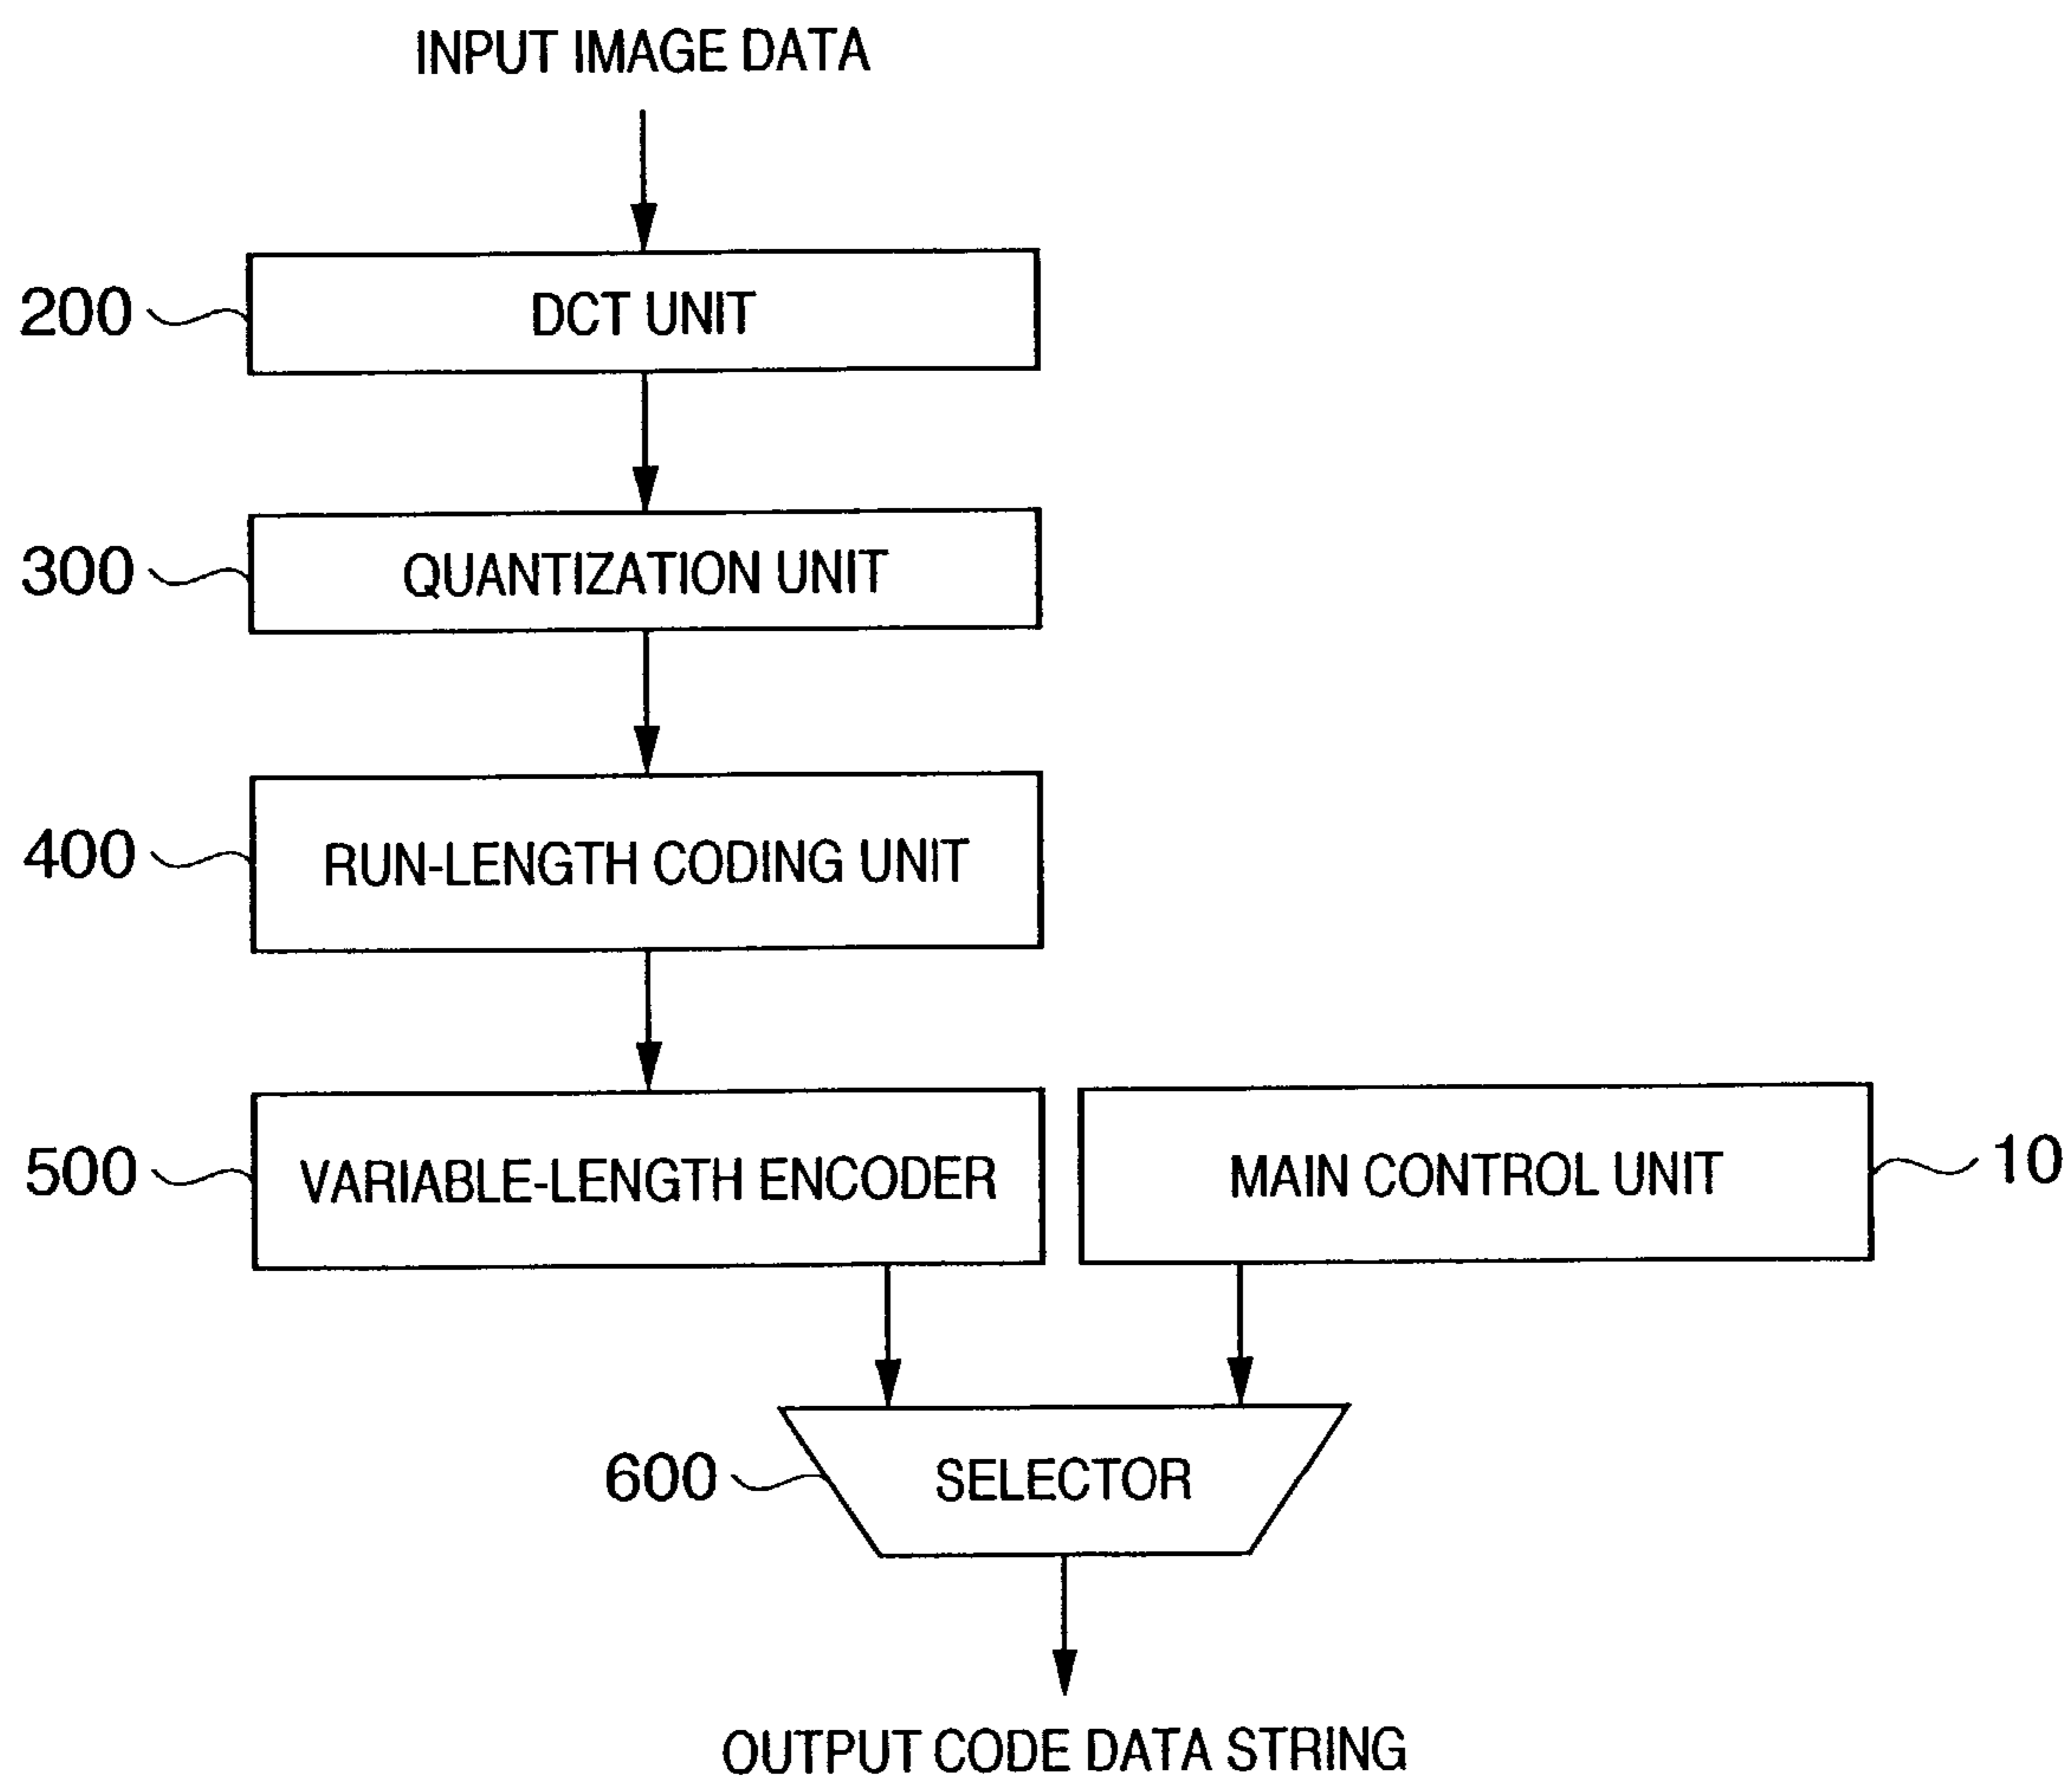 INPUT IMAGE DATA
200
DCT UNIT
300
QUANTIZATION UNIT
400
RUN-LENGTH CODING UNIT
500
VARIABLE-LENGTH ENCODER
MAIN CONTROL UNIT
10
600
SELECTOR
OUTPUT CODE DATA STRING